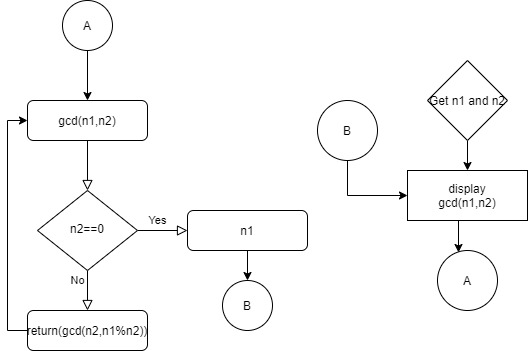 A
gcd(n1,n2)
n2==0
Yes
n1
No
B
return(gcd(n2,n1%n2))
Get n1 and n2
B
display
gcd(n1,n2)
A